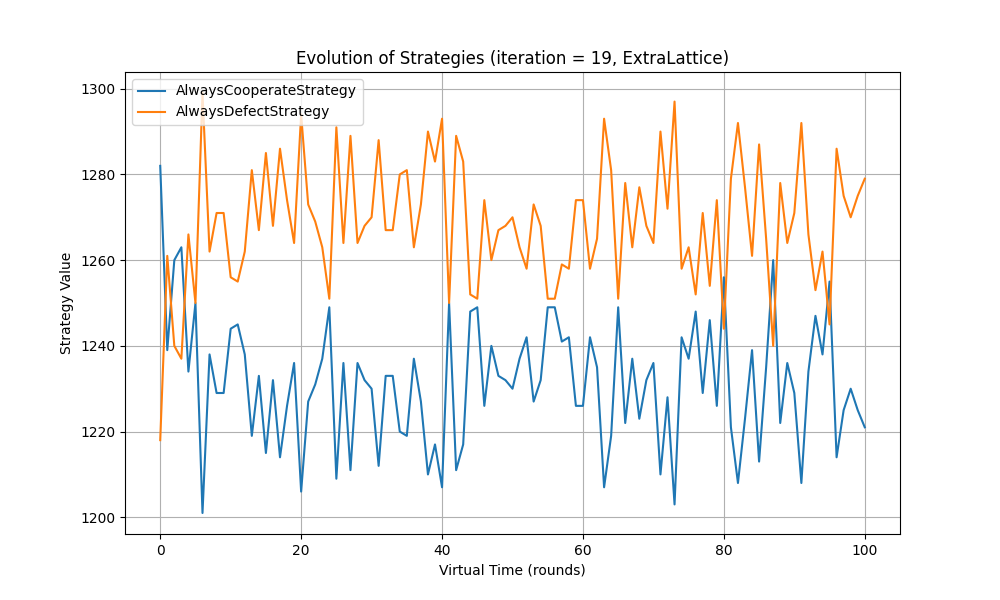 Evolution of Strategies (iteration = 19, ExtraLattice)
AlwaysCooperateStrategy
AlwaysDefectStrategy
Strategy Value
1300
1280
1260
1240
1220
1200
0 20 40 60 80 100
Virtual Time (rounds)